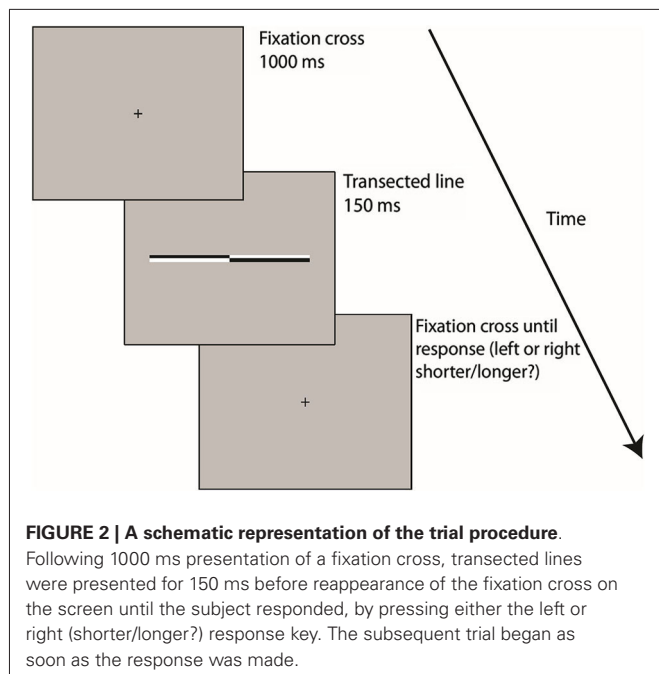 Fixation cross
1000 ms
Transected line
150 ms
Time
Fixation cross until
response (left or right
shorter/longer?)
FIGURE 2 | A schematic representation of the trial procedure.
Following 1000 ms presentation of a fixation cross, transected lines
were presented for 150 ms before reappearance of the fixation cross on
the screen until the subject responded, by pressing either the left or
right (shorter/longer?) response key. The subsequent trial began as
soon as the response was made.